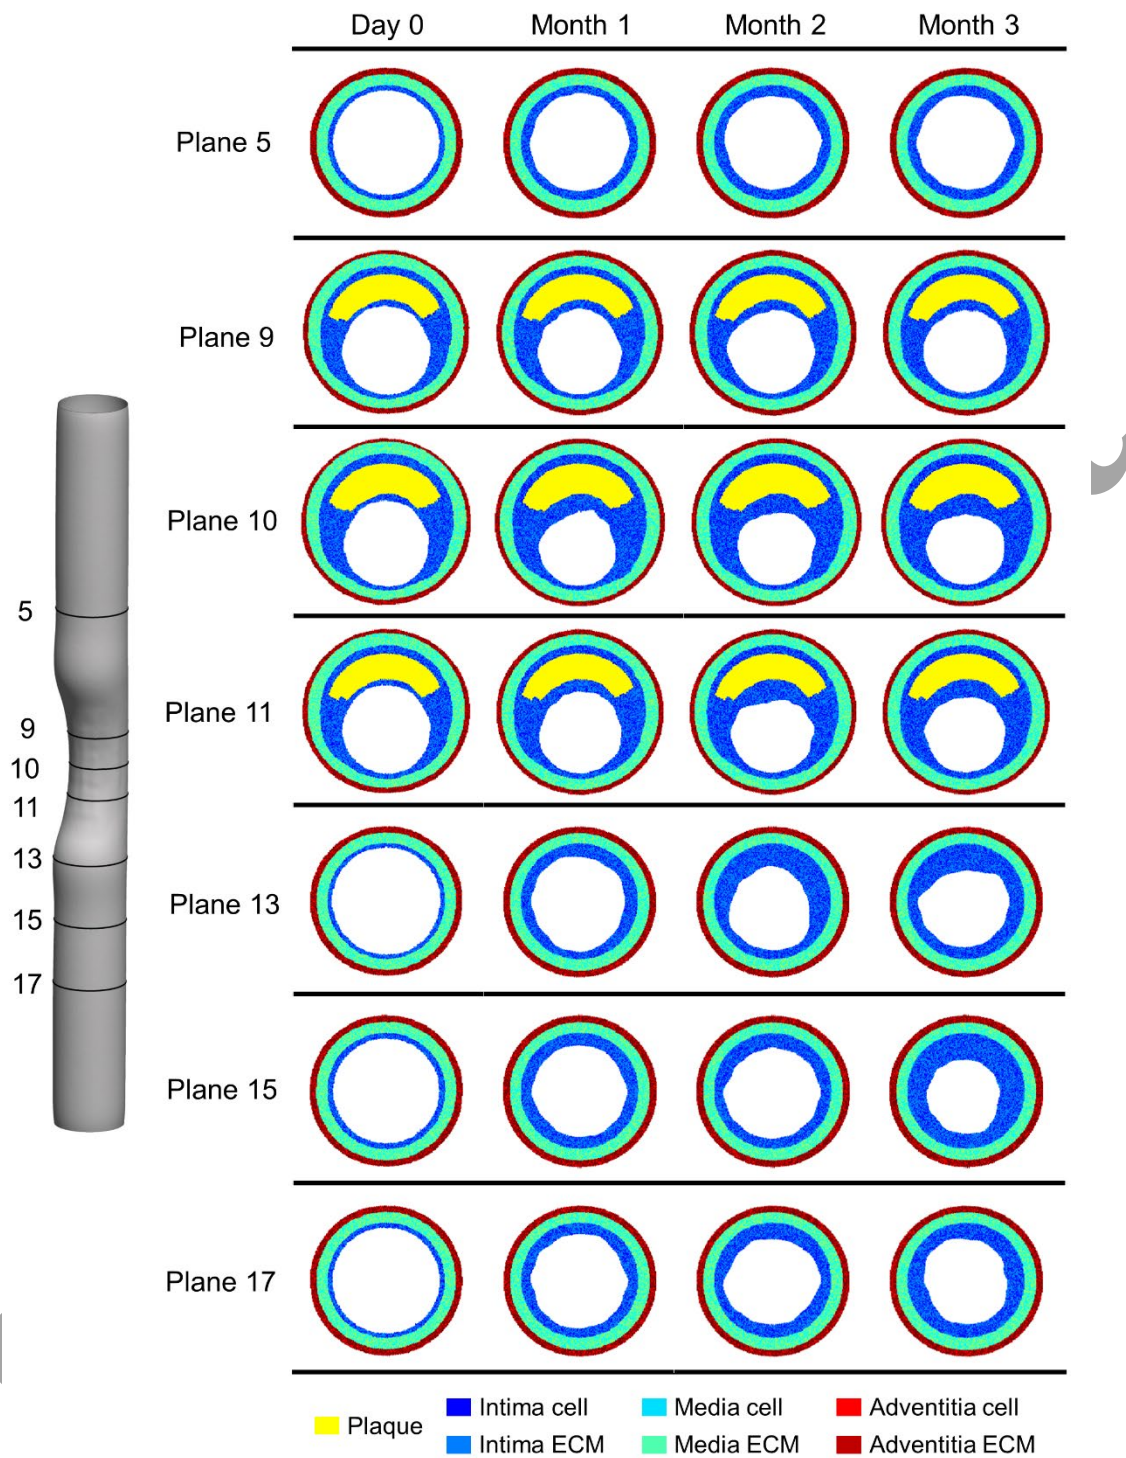 Day 0 Month 1 Month 2 Month 3
Plane 5
Plane 9
Plane 10
Plane 11
Plane 13
Plane 15
Plane 17
5
9
10
11
13
15
17
Plaque
Intima cell Media cell Adventitia cell
Intima ECM Media ECM Adventitia ECM